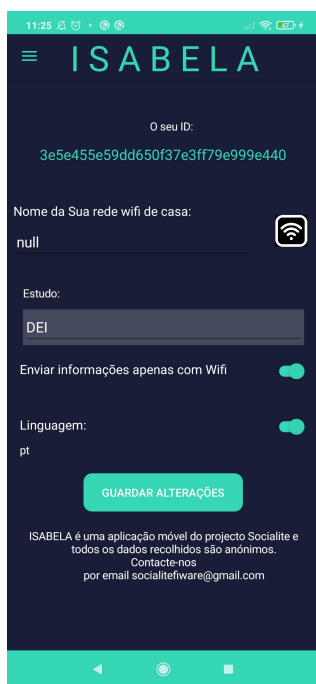 11:25
47
ISABELA
O seu ID:
3e5e455e59dd650f37e3ff79e999e440
Nome da Sua rede wifi de casa:
null
Estudo:
DEI
Enviar informações apenas com Wifi
Linguagem:
pt
GUARDAR ALTERAÇÕES
ISABELA é uma aplicação móvel do projecto Socialite e
todos os dados recolhidos são anónimos.
Contacte-nos
por email socialitefiware@gmail.com